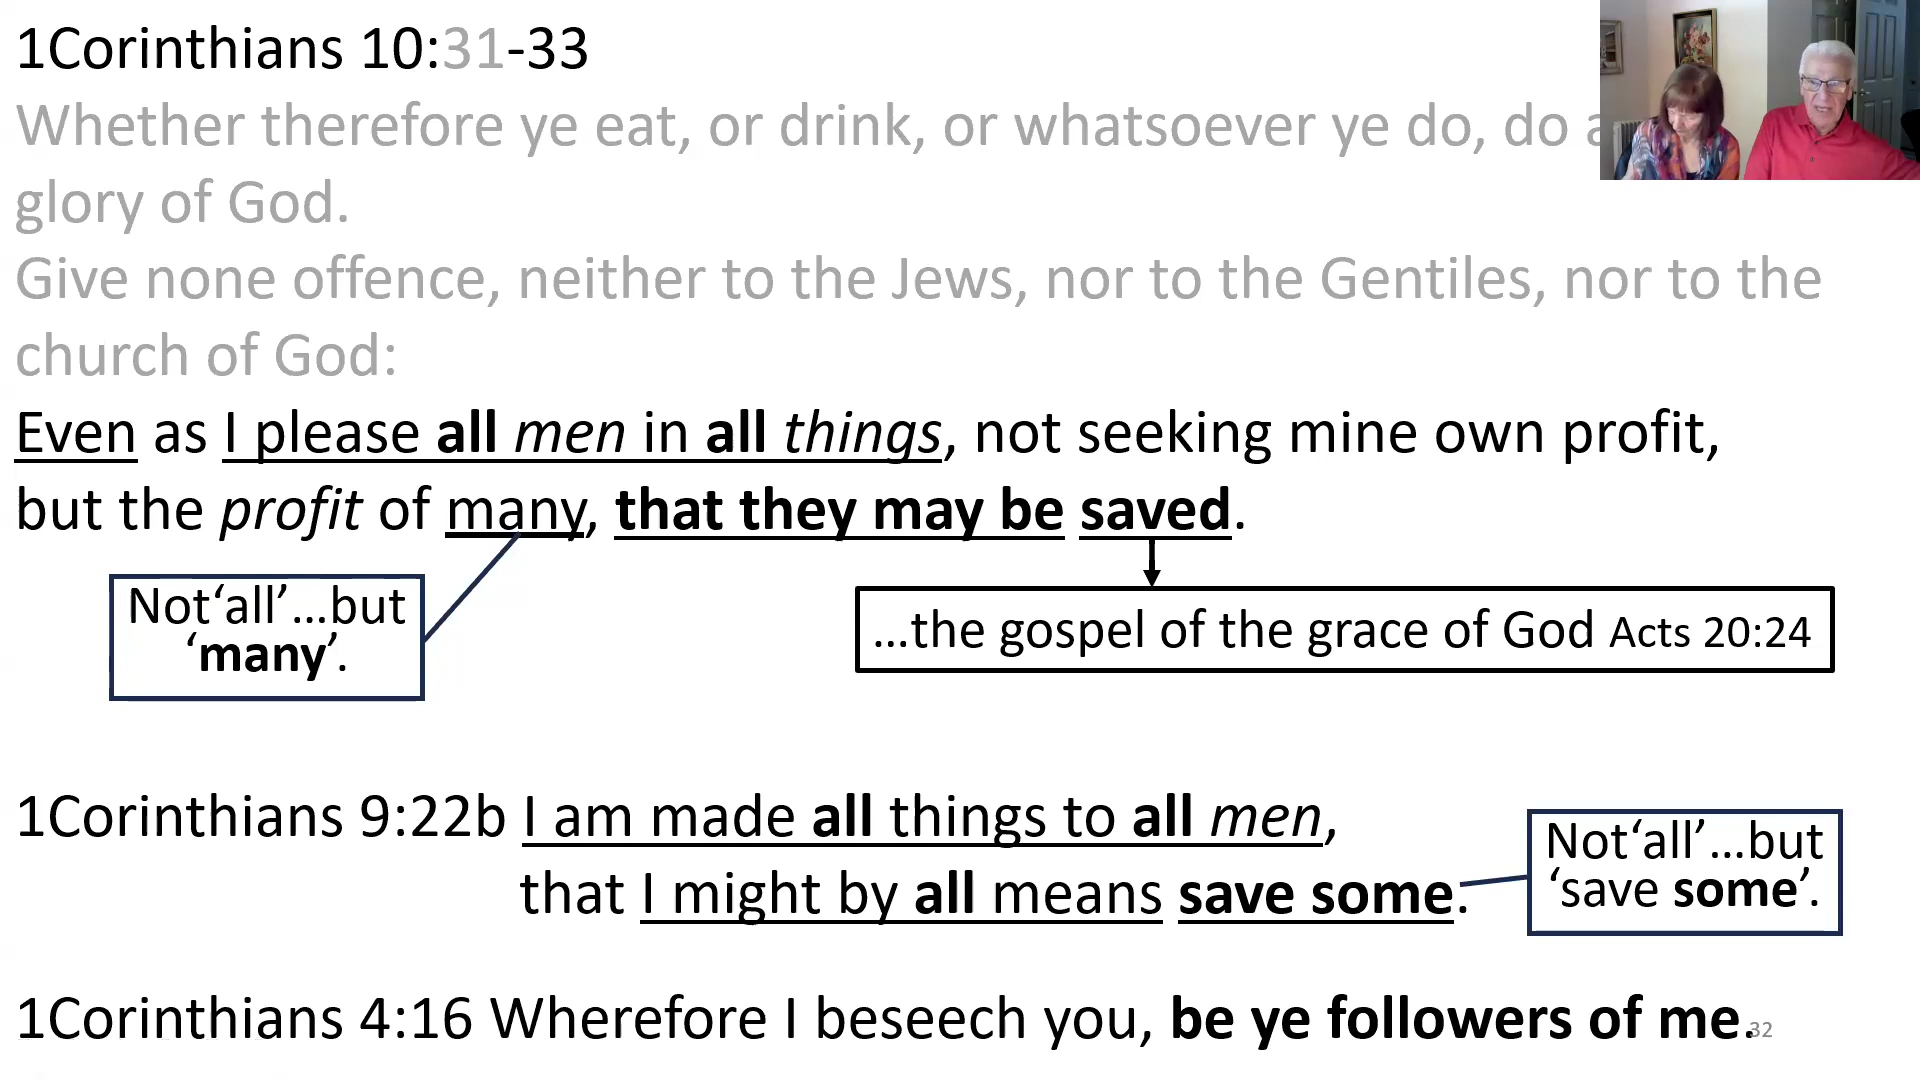 1Corinthians 10:31-33
Whether therefore ye eat, or drink, or whatsoever ye do, do
glory of God.
Give none offence, neither to the Jews, nor to the Gentiles, nor to the
church of God:
Even as I please all men in all things, not seeking mine own profit,
but the profit of many, that they may be saved.
Not‘all’...but
‘many’.
...the gospel of the grace of God Acts 20:24
1Corinthians 9:22b I am made all things to all men,
that I might by all means save some.
Not‘all’...but
‘save some’.
1Corinthians 4:16 Wherefore I beseech you, be ye followers of me.
32